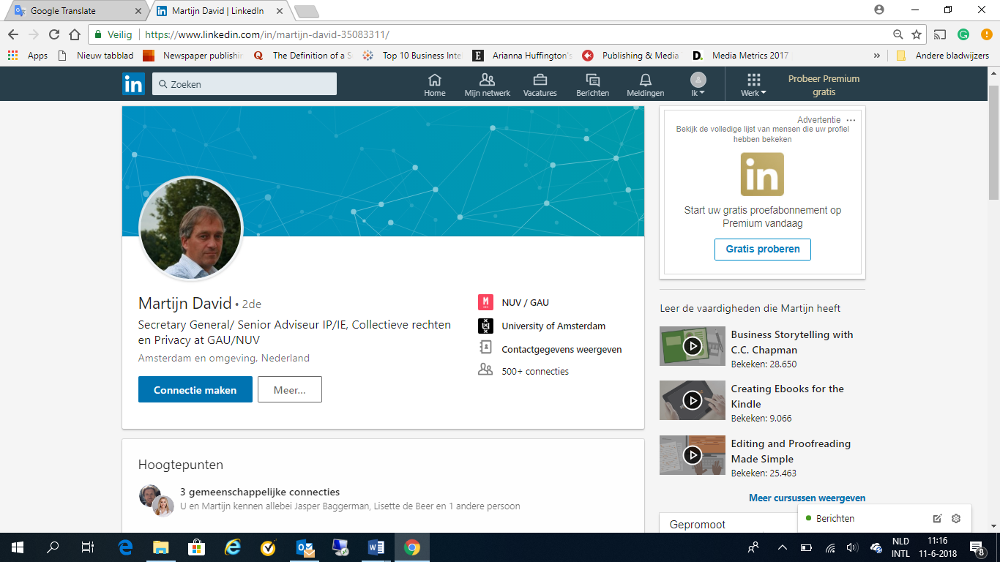 Google Translate
Martijn David | LinkedIn
Veilig
https://www.linkedin.com/in/martijn-david-35083311/
Apps
Nieuw tabblad
Newspaper publishi
The Definition of a S
Top 10 Business Inte
Arianna Huffington's
Publishing & Media
D.
Media Metrics 2017
»
Andere bladwijzers
in
Zoeken
Home
Mijn netwerk
Vacatures
Berichten
Meldingen
Ik
Werk
Probeer Premium
gratis
Martijn David • 2de
Secretary General/ Senior Adviseur IP/IE, Collectieve rechten
en Privacy at GAU/NUV
Amsterdam en omgeving, Nederland
Connectie maken
Meer...
NUV / GAU
University of Amsterdam
Contactgegevens weergeven
500+ connecties
Hoogtepunten
3 gemeenschappelijke connecties
U en Martijn kennen allebei Jasper Baggerman, Lisette de Beer en 1 andere persoon
Advertentie ...
Bekijk de volledige lijst van mensen die uw profiel
hebben bekeken
in
Start uw gratis proefabonnement op
Premium vandaag
Gratis proberen
Leer de vaardigheden die Martijn heeft
Business Storytelling with
C.C. Chapman
Bekeken: 28.650
Creating Ebooks for the
Kindle
Bekeken: 9.066
Editing and Proofreading
Made Simple
Bekeken: 25.463
Meer cursussen weergeven
Gepromoot
Berichten
NLD
INTL
11:16
11-6-2018
8